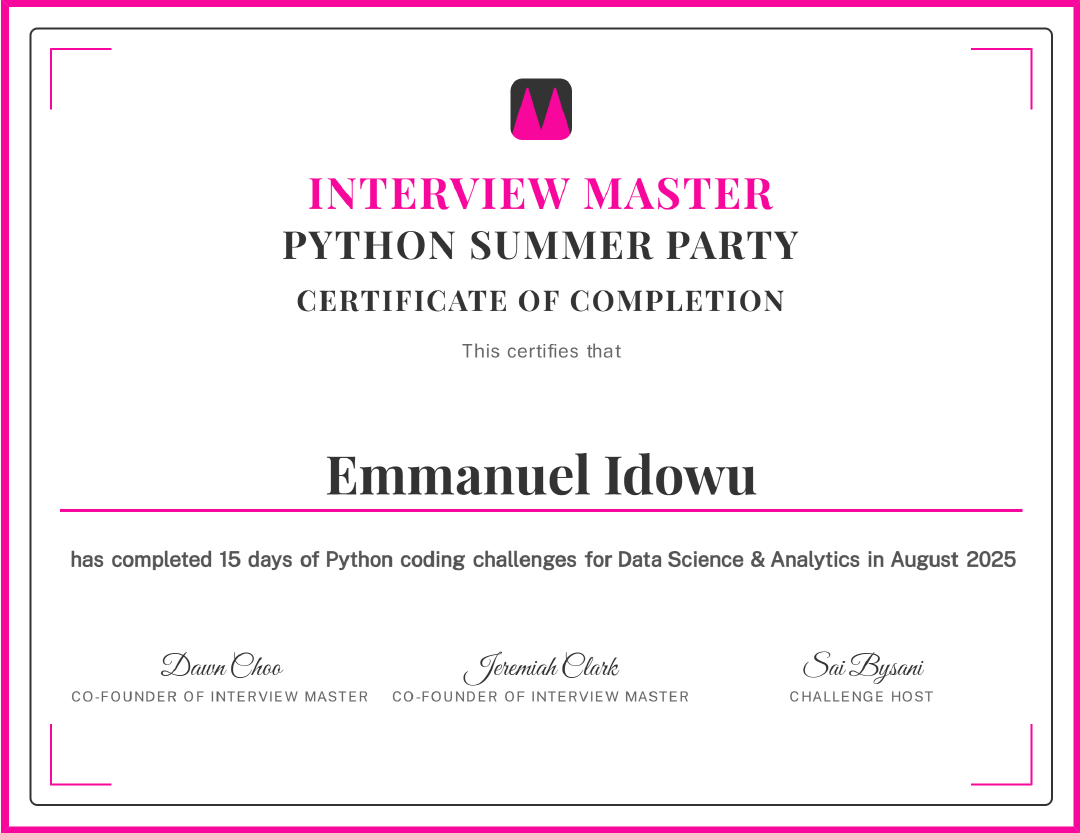 INTERVIEW MASTER
PYTHON SUMMER PARTY
CERTIFICATE OF COMPLETION
This certifies that
Emmanuel Idowu
has completed 15 days of Python coding challenges for Data Science & Analytics in August 2025
Dawn Choo
CO-FOUNDER OF INTERVIEW MASTER
Jeremiah Clark
CO-FOUNDER OF INTERVIEW MASTER
Sai Bysani
CHALLENGE HOST